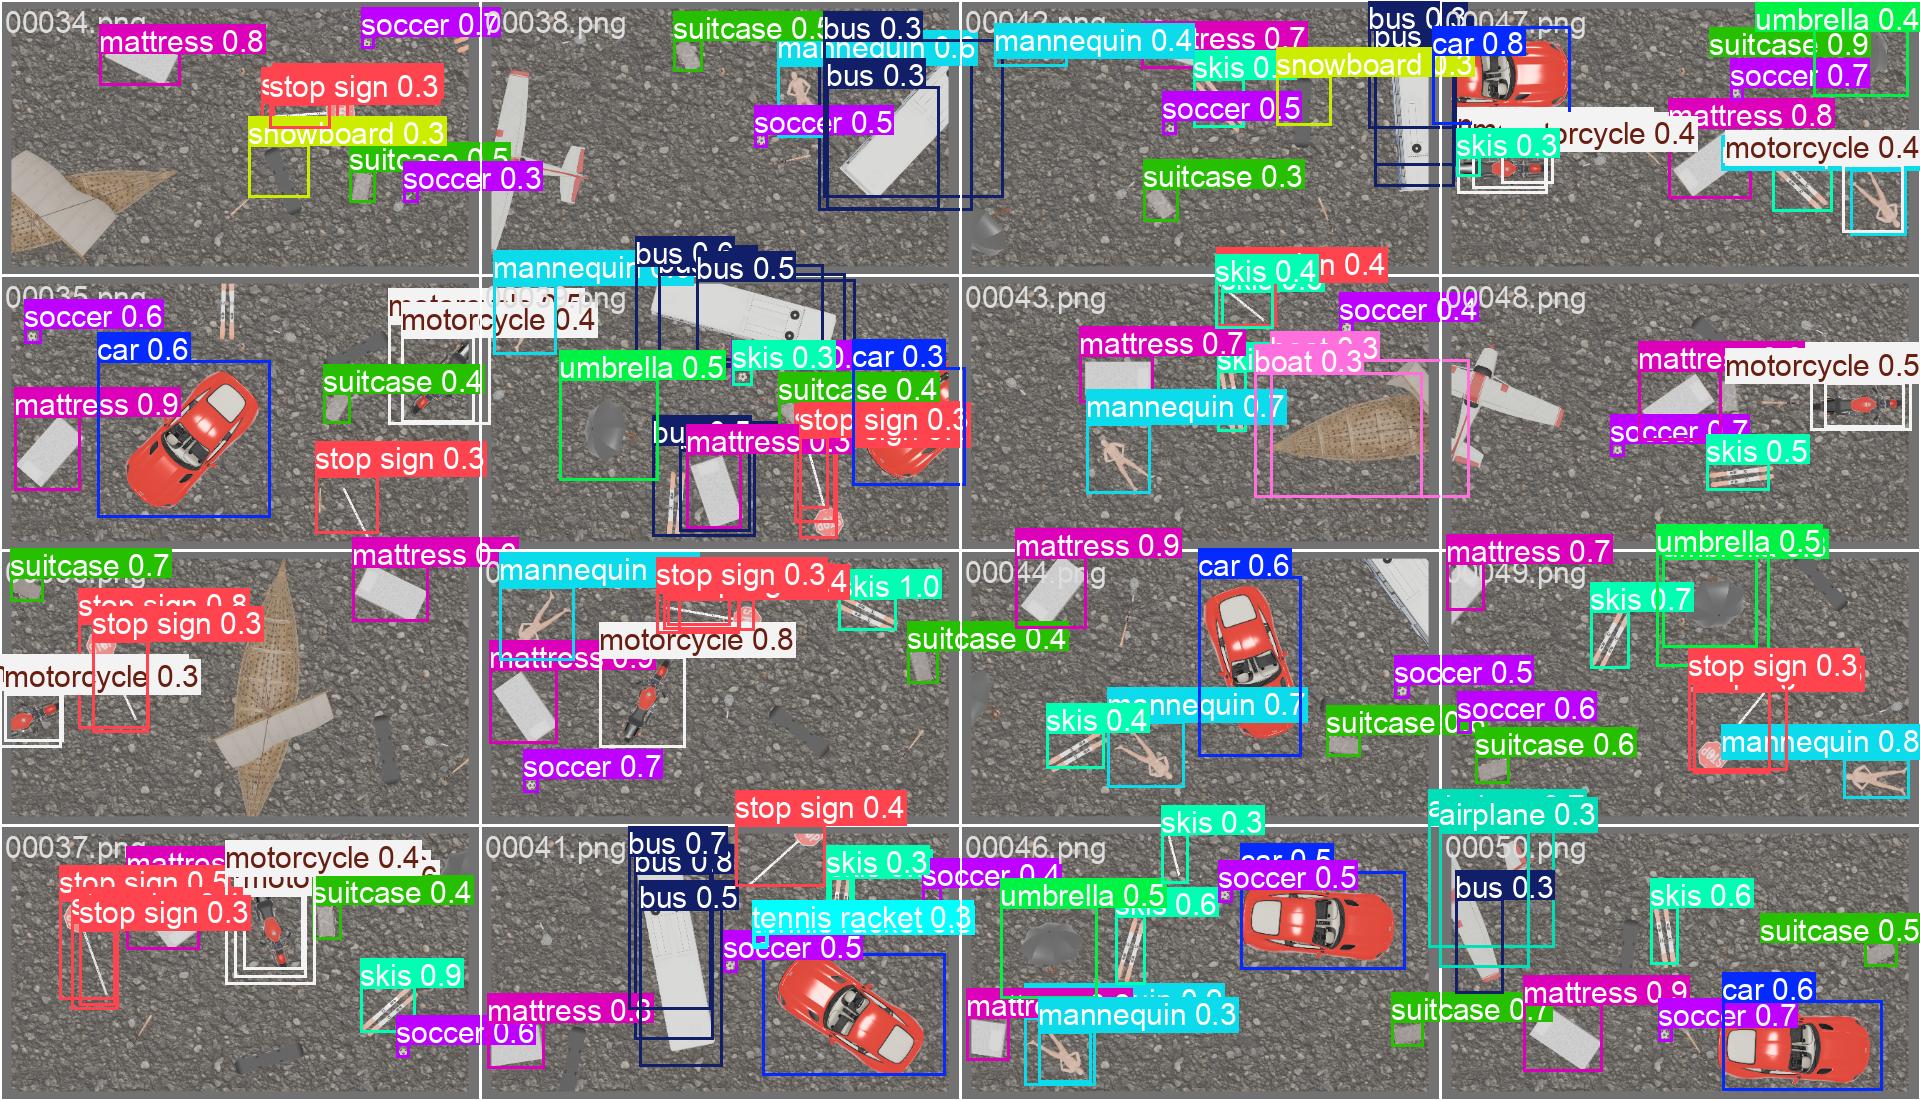 00034.png
mattress 0.8
soccer 0.7
stop sign 0.3
snowboard 0.3
suitcase 0.5
soccer 0.3
00038.png
suitcase 0.5
bus 0.3
mannequin 0.6
bus 0.3
soccer 0.5
00042.png
mannequin 0.4
mattress 0.7
skis 0.
snowboard 0.3
soccer 0.5
suitcase 0.3
bus 0.3
bus
00047.png
car 0.8
umbrella 0.4
suitcase 0.9
soccer 0.7
mattress 0.8
motorcycle 0.4
skis 0.3
motorcycle 0.4
00035.png
soccer 0.6
car 0.6
motorcycle 0.4
suitcase 0.4
mattress 0.9
stop sign 0.3
mannequin
bus 0.6
bus 0.5
umbrella 0.5
skis 0.3
car 0.3
suitcase 0.4
stop sign 0.3
mattress 0.5
00043.png
skis 0.4
soccer 0.4
mattress 0.7
boat 0.3
boat 0.3
mannequin 0.7
00048.png
motorcycle 0.5
soccer 0.7
skis 0.5
suitcase 0.7
mattress
stop sign 0.8
stop sign 0.3
motorcycle 0.3
mannequin
stop sign 0.3
skis 1.0
motorcycle 0.8
suitcase 0.4
mattress 0.9
soccer 0.7
00044.png
mattress 0.9
car 0.6
soccer 0.5
mannequin 0.7
skis 0.4
suitcase
00049.png
mattress 0.7
umbrella 0.5
skis 0.7
stop sign 0.3
soccer 0.6
suitcase 0.6
mannequin 0.8
00037.png
stop sign 0.5
motorcycle 0.4
suitcase 0.4
stop sign 0.3
skis 0.9
soccer 0.6
00041.png
bus 0.7
bus 0.8
bus 0.5
stop sign 0.4
skis 0.3
soccer 0.4
tennis racket 0.3
soccer 0.5
mattress 0.8
00046.png
skis 0.3
car 0.5
soccer 0.5
umbrella 0.5
skis 0.6
mannequin 0.3
suitcase 0.7
00050.png
airplane 0.3
bus 0.3
skis 0.6
suitcase 0.5
mattress 0.9
car 0.6
soccer 0.7